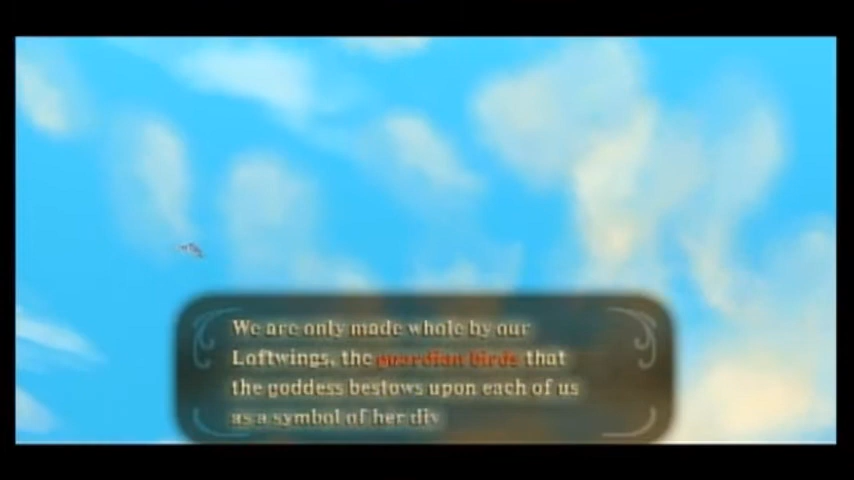 We are only made whole by our
Loftwings, the guardian birds that
the goddess bestows upon each of us
as a symbol of her div